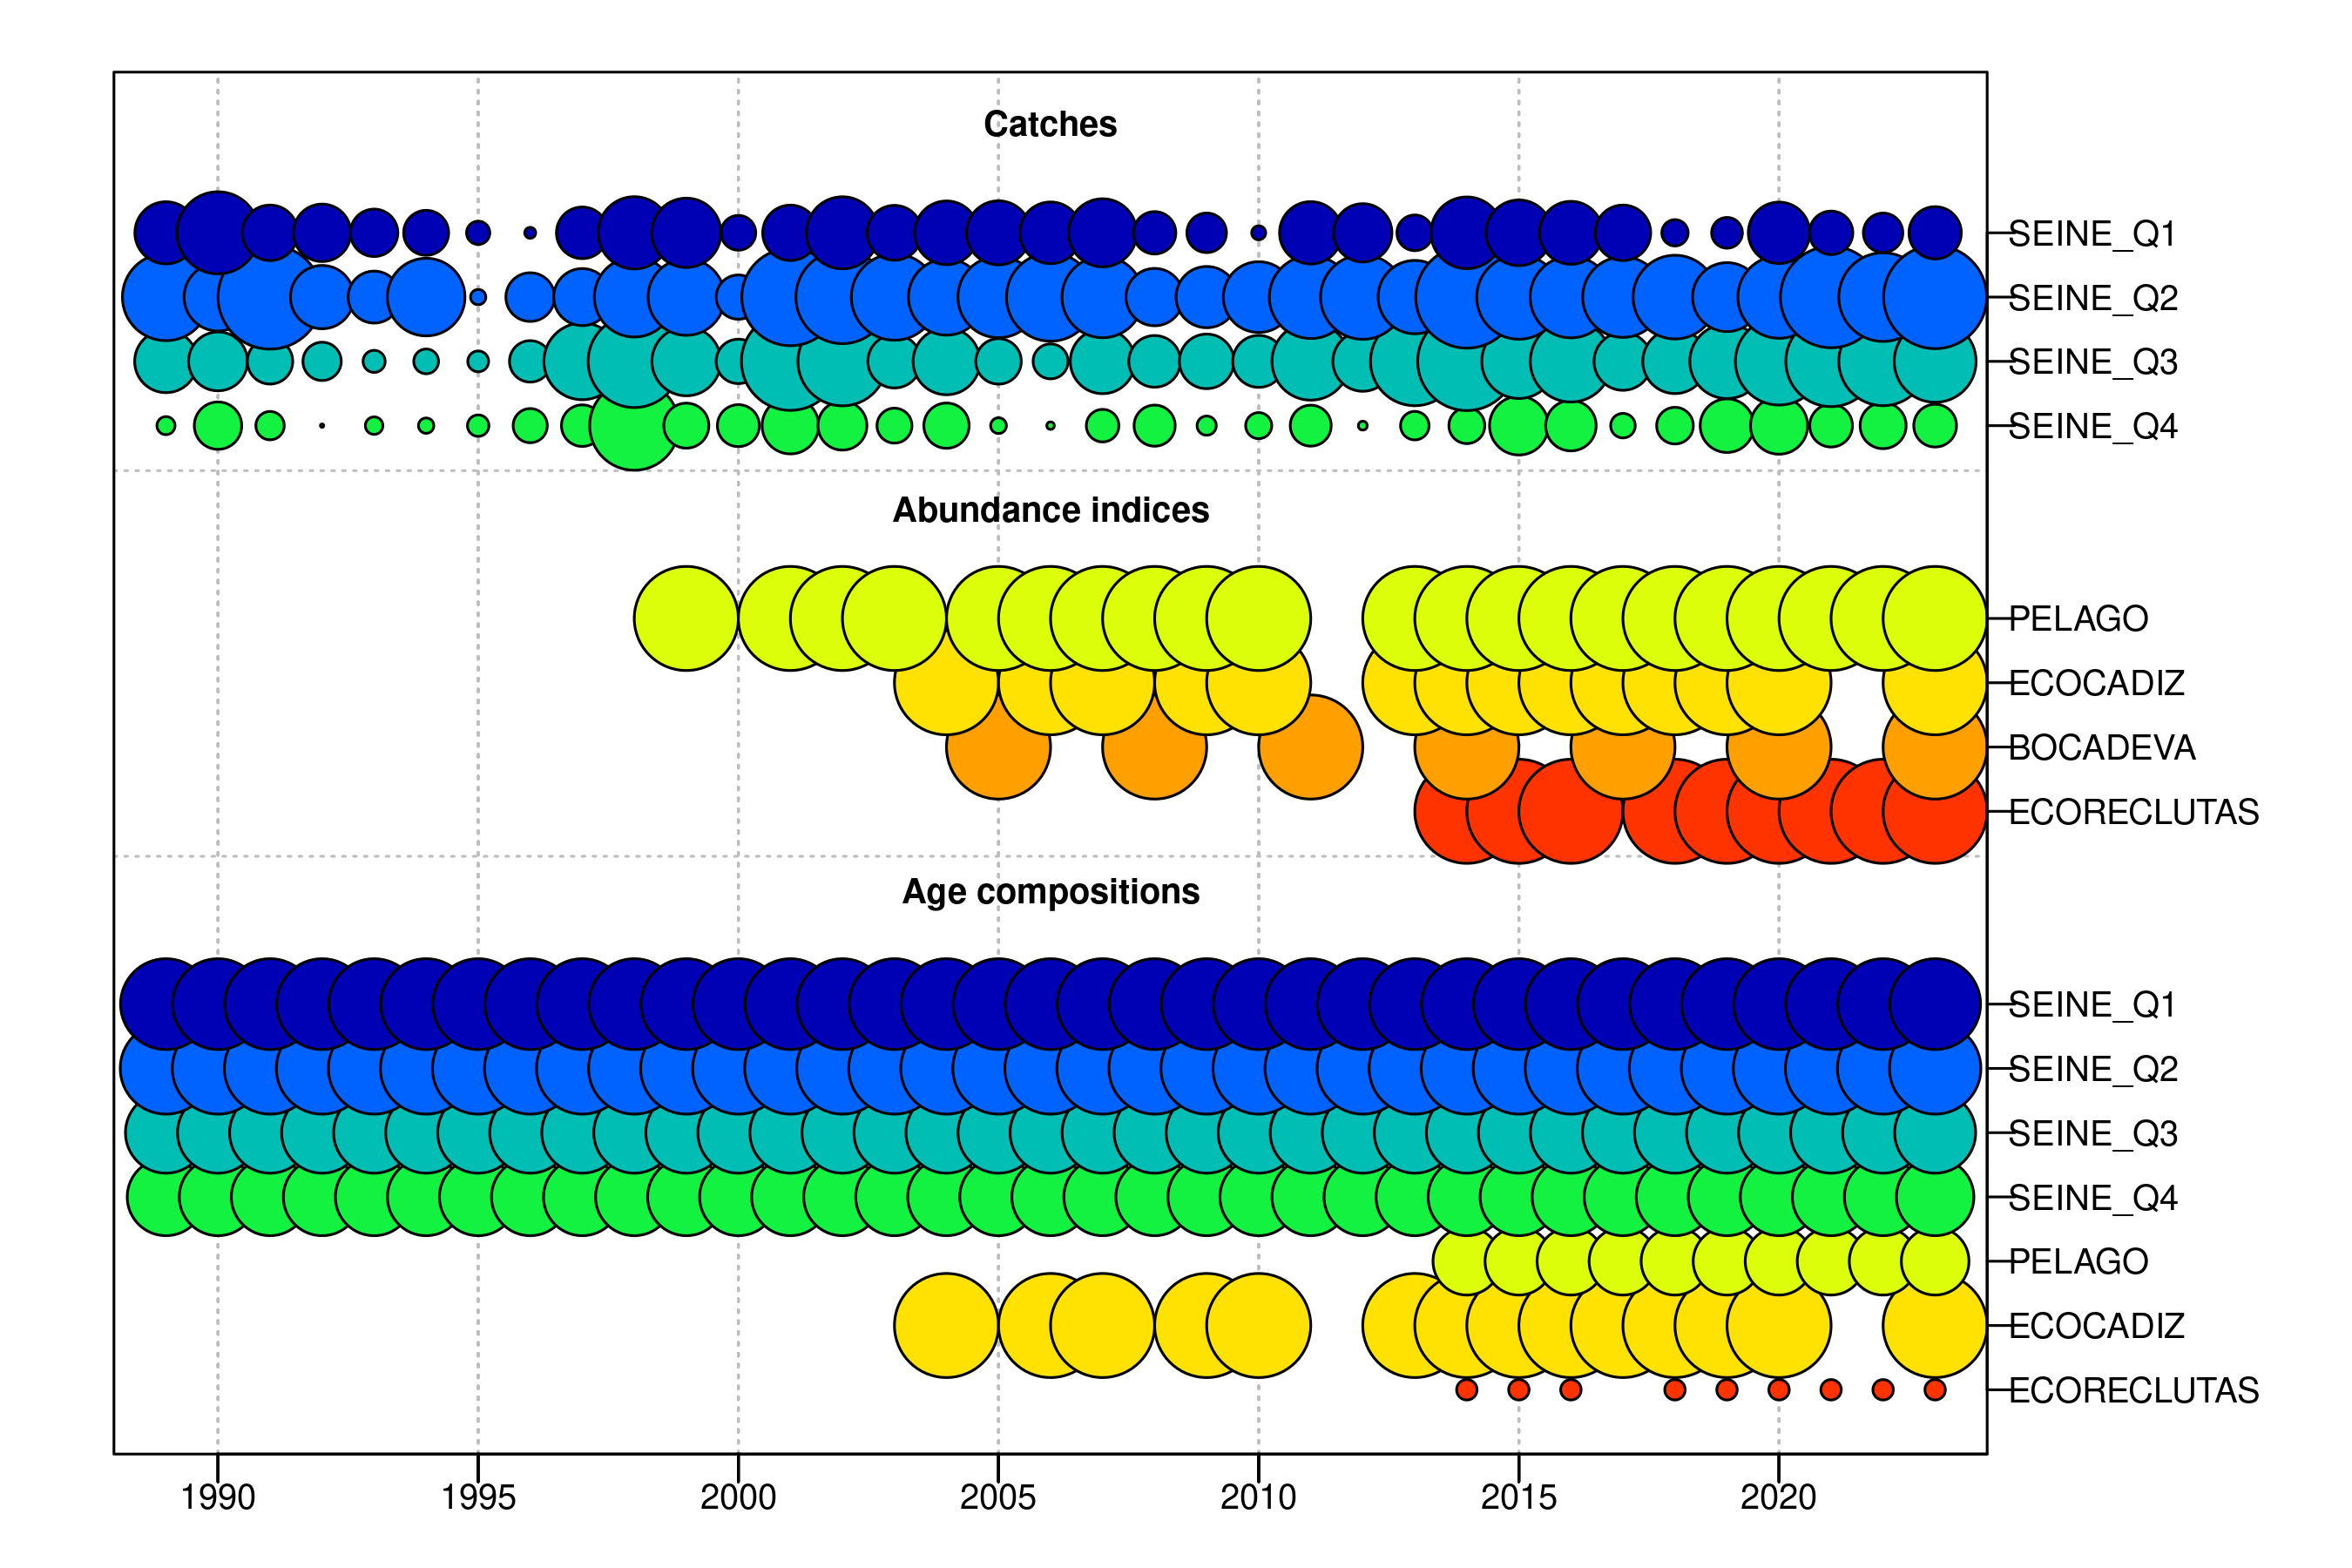 Catches
SEINE_Q1
SEINE_Q2
SEINE_Q3
SEINE_Q4
Abundance indices
PELAGO
ECOCADIZ
BOCADEVA
ECORECLUTAS
Age compositions
SEINE_Q1
SEINE_Q2
SEINE_Q3
SEINE_Q4
PELAGO
ECOCADIZ
ECORECLUTAS
1990 1995 2000 2005 2010 2015 2020